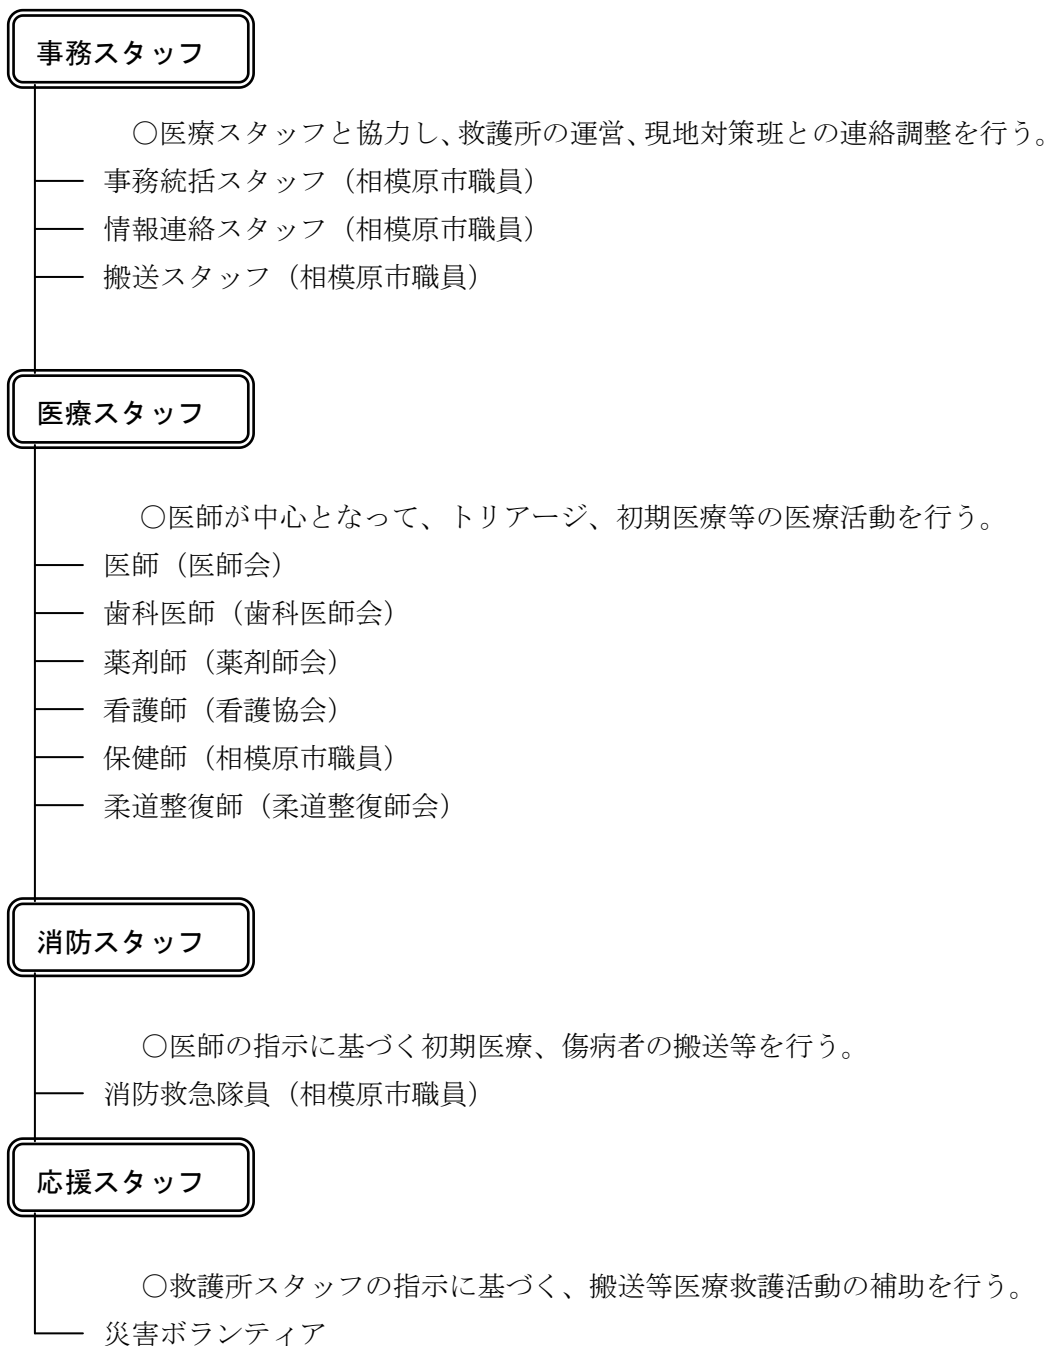 事務スタッフ
○医療スタッフと協力し、救護所の運営、現地対策班との連絡調整を行う。
事務統括スタッフ（相模原市職員）
情報連絡スタッフ（相模原市職員）
搬送スタッフ（相模原市職員）
医療スタッフ
○医師が中心となって、トリアージ、初期医療等の医療活動を行う。
医師（医師会）
歯科医師（歯科医師会）
薬剤師（薬剤師会）
看護師（看護協会）
保健師（相模原市職員）
柔道整復師（柔道整復師会）
消防スタッフ
○医師の指示に基づく初期医療、傷病者の搬送等を行う。
消防救急隊員（相模原市職員）
応援スタッフ
○救護所スタッフの指示に基づく、搬送等医療救護活動の補助を行う。
災害ボランティア